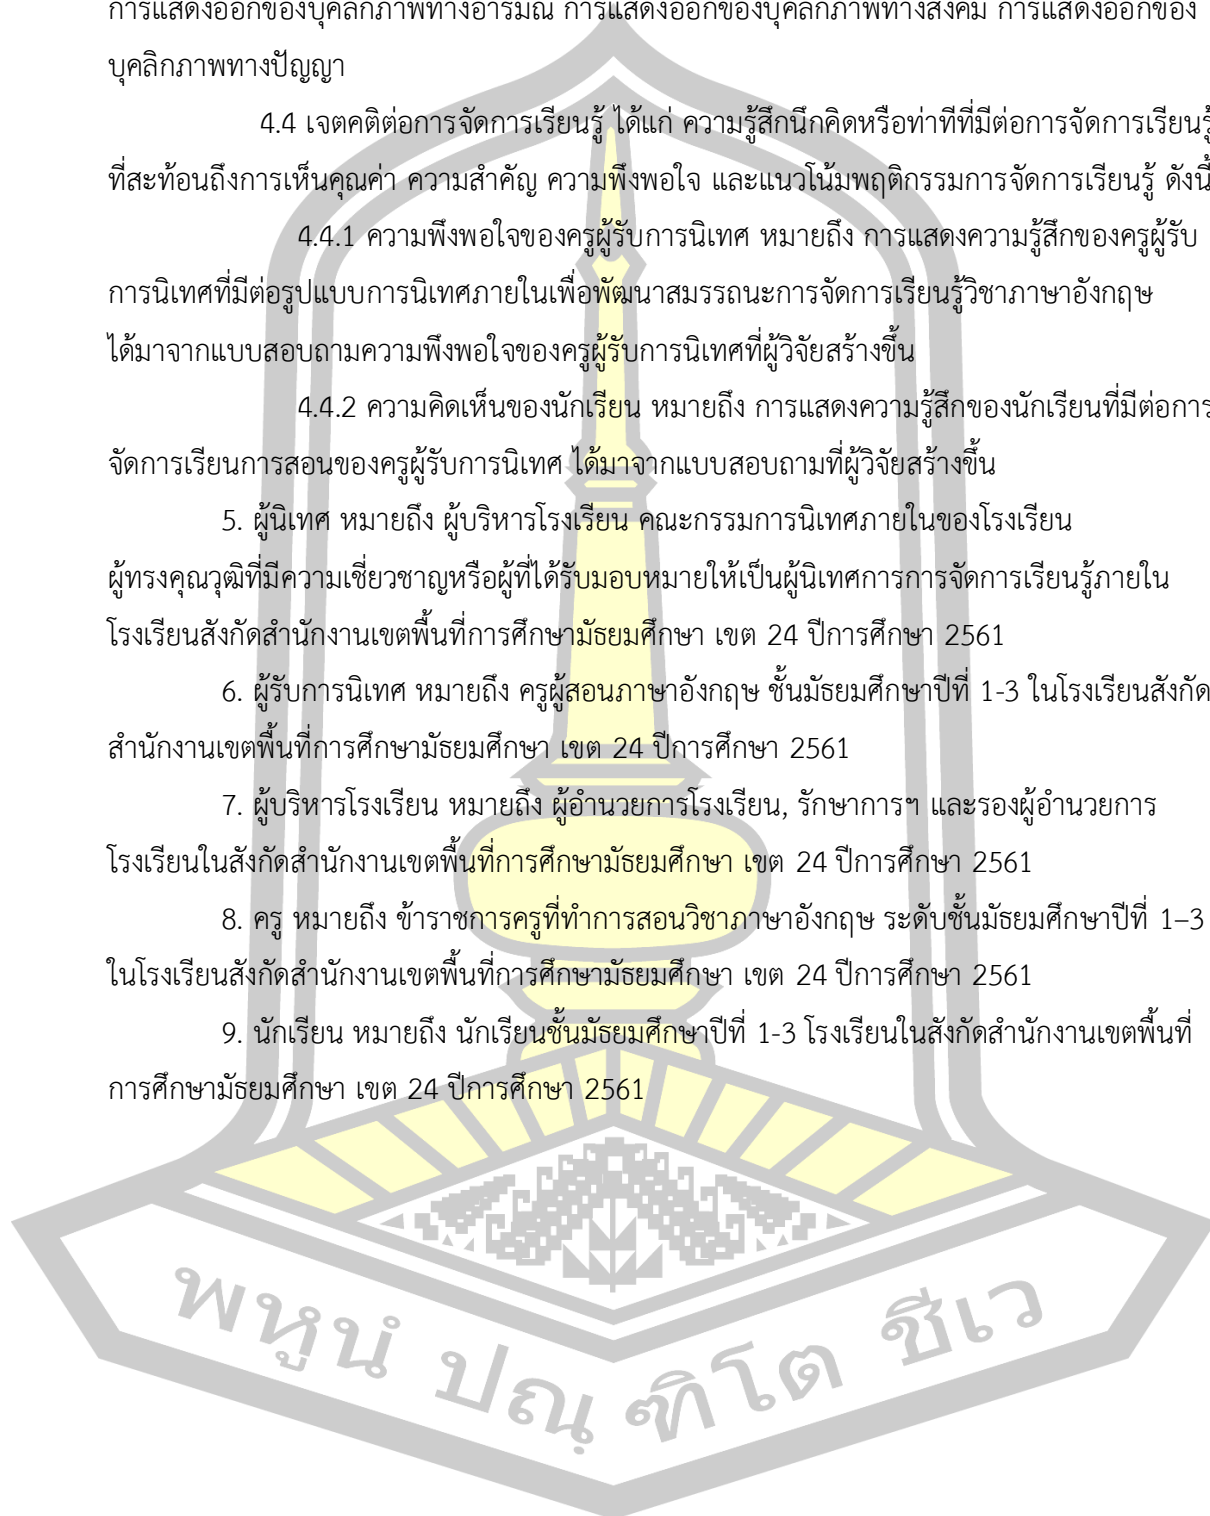 การแสดงออกของบุคลิกภาพทางอารมณ์ การแสดงออกของบุคลิกภาพทางสังคม การแสดงออกของ
บุคลิกภาพทางปัญญา
4.4 เจตคติต่อการจัดการเรียนรู้ ได้แก่ ความรู้สึกนึกคิดหรือท่าทีที่มีต่อการจัดการเรียนรู้
ที่สะท้อนถึงการเห็นคุณค่า ความสำคัญ ความพึงพอใจ และแนวโน้มพฤติกรรมการจัดการเรียนรู้ ดังนี้
4.4.1 ความพึงพอใจของครูผู้รับการนิเทศ หมายถึง การแสดงความรู้สึกของครูผู้รับ
การนิเทศที่มีต่อรูปแบบการนิเทศภายในเพื่อพัฒนาสมรรถนะการจัดการเรียนรู้วิชาภาษาอังกฤษ
ได้มาจากแบบสอบถามความพึงพอใจของครูผู้รับการนิเทศที่ผู้วิจัยสร้างขึ้น
4.4.2 ความคิดเห็นของนักเรียน หมายถึง การแสดงความรู้สึกของนักเรียนที่มีต่อการ
จัดการเรียนการสอนของครูผู้รับการนิเทศ ได้มาจากแบบสอบถามที่ผู้วิจัยสร้างขึ้น
5. ผู้นิเทศ หมายถึง ผู้บริหารโรงเรียน คณะกรรมการนิเทศภายในของโรงเรียน
ผู้ทรงคุณวุฒิที่มีความเชี่ยวชาญหรือผู้ที่ได้รับมอบหมายให้เป็นผู้นิเทศการการจัดการเรียนรู้ภายใน
โรงเรียนสังกัดสำนักงานเขตพื้นที่การศึกษามัธยมศึกษา เขต 24 ปีการศึกษา 2561
6. ผู้รับการนิเทศ หมายถึง ครูผู้สอนภาษาอังกฤษ ชั้นมัธยมศึกษาปีที่ 1-3 ในโรงเรียนสังกัด
สำนักงานเขตพื้นที่การศึกษามัธยมศึกษา เขต 24 ปีการศึกษา 2561
7. ผู้บริหารโรงเรียน หมายถึง ผู้อำนวยการโรงเรียน, รักษาการฯ และรองผู้อำนวยการ
โรงเรียนในสังกัดสำนักงานเขตพื้นที่การศึกษามัธยมศึกษา เขต 24 ปีการศึกษา 2561
8. ครู หมายถึง ข้าราชการครูที่ทำการสอนวิชาภาษาอังกฤษ ระดับชั้นมัธยมศึกษาปีที่ 1–3
ในโรงเรียนสังกัดสำนักงานเขตพื้นที่การศึกษามัธยมศึกษา เขต 24 ปีการศึกษา 2561
9. นักเรียน หมายถึง นักเรียนชั้นมัธยมศึกษาปีที่ 1-3 โรงเรียนในสังกัดสำนักงานเขตพื้นที่
การศึกษามัธยมศึกษา เขต 24 ปีการศึกษา 2561
พหูนํ ปณฺฑิโต ชีเว